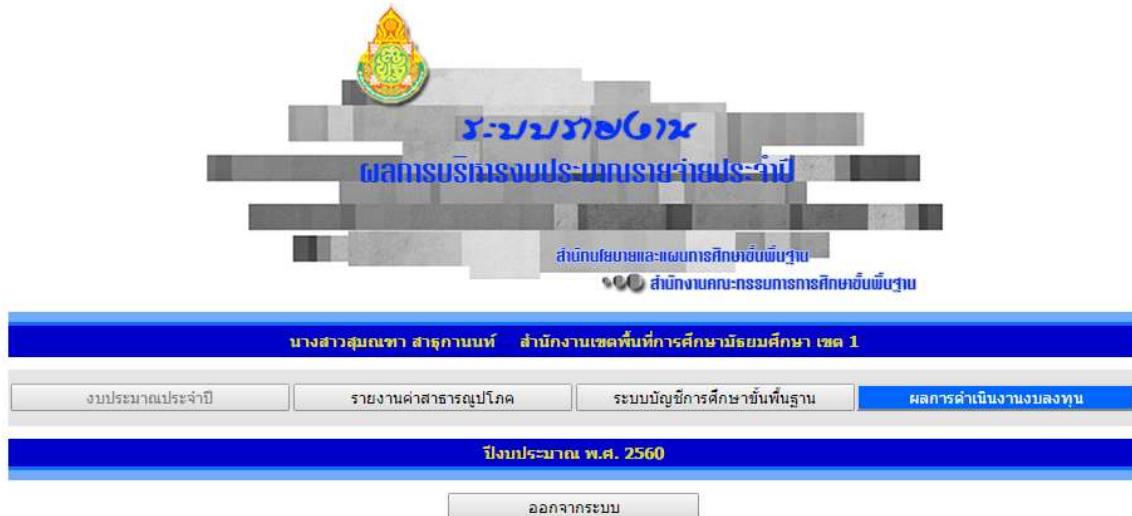 ระบบรายงาน
ผลการบริหารงบประมาณรายจ่ายประจำปี
สำนักนโยบายและแผนการศึกษาขั้นพื้นฐาน
สำนักงานคณะกรรมการการศึกษาขั้นพื้นฐาน
นางสาวสุมณฑา สาธุกานนท์ สำนักงานเขตพื้นที่การศึกษามัธยมศึกษา เขต 1
งบประมาณประจำปี รายงานค่าสาธารณูปโภค ระบบบัญชีการศึกษาขั้นพื้นฐาน ผลการดำเนินงานงบลงทุน
ปีงบประมาณ พ.ศ. 2560
ออกจากระบบ